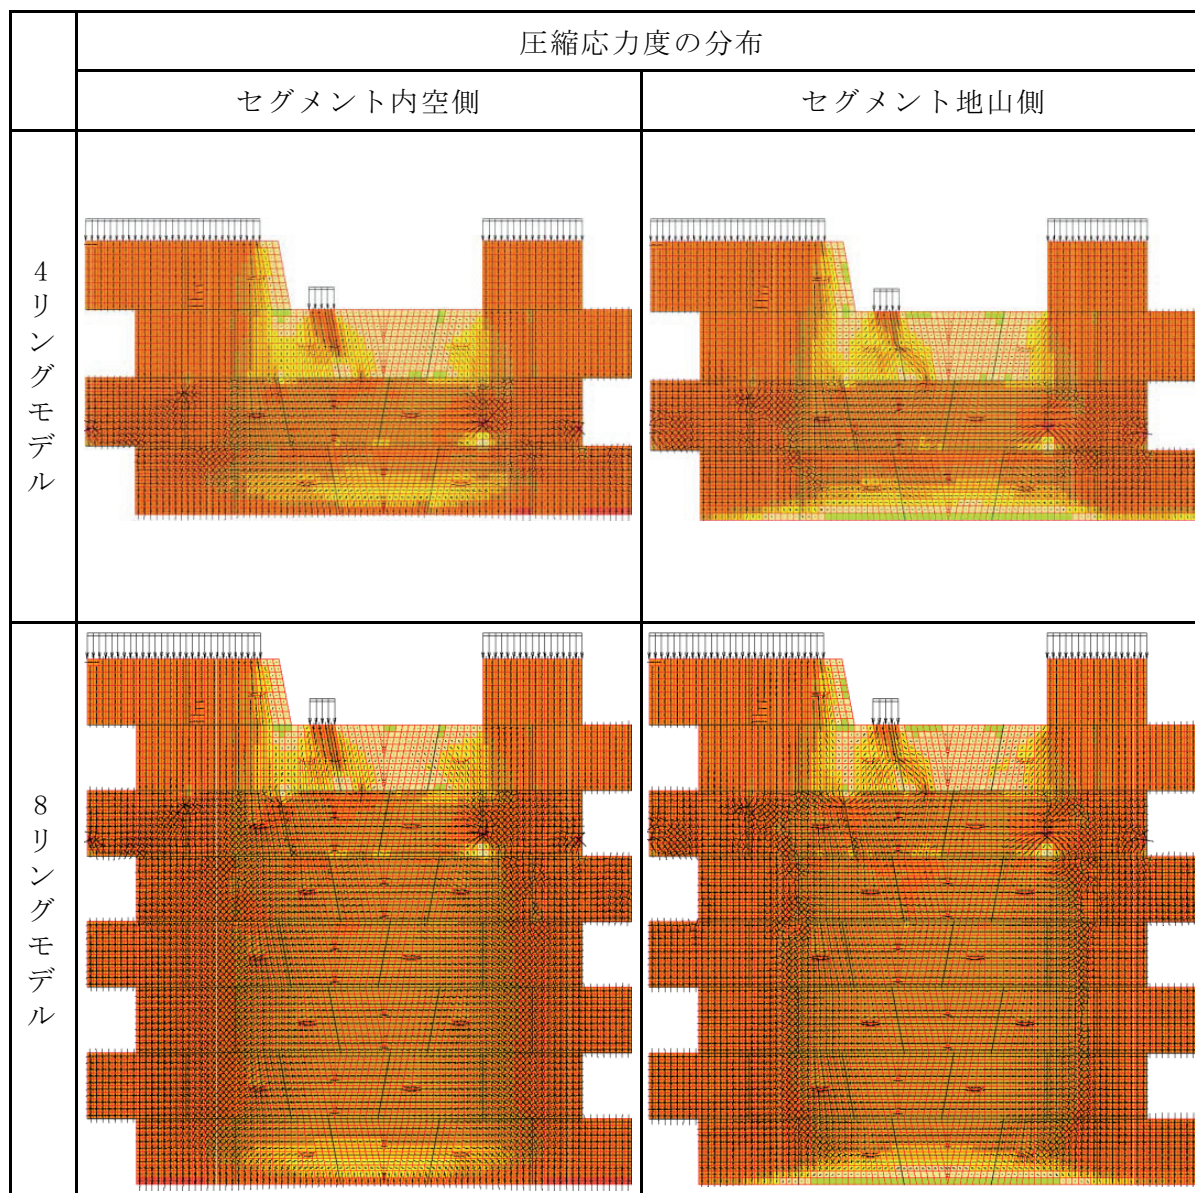 圧縮応力度の分布
セグメント内空側
セグメント地山側
4リングモデル
8リングモデル